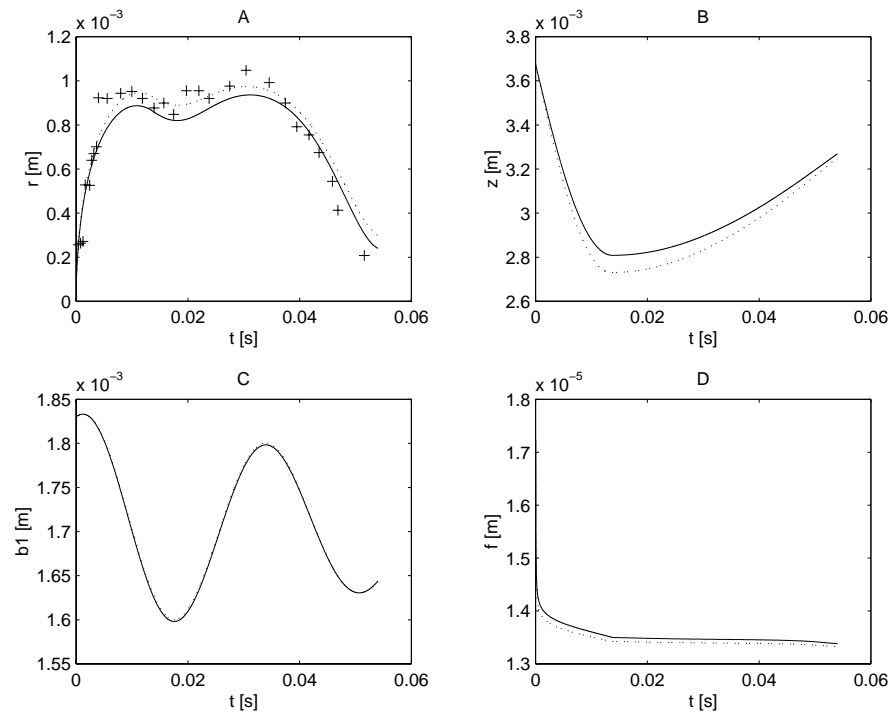 A
x 10⁻³
1.2
1
0.8
0.6
0.4
0.2
0
r [m]
0
0.02
0.04
0.06
t [s]
B
x 10⁻³
3.8
3.6
3.4
3.2
3
2.8
2.6
z [m]
0
0.02
0.04
0.06
t [s]
C
x 10⁻³
1.85
1.8
1.75
1.7
1.65
1.6
1.55
b1 [m]
0
0.02
0.04
0.06
t [s]
D
x 10⁻⁵
1.8
1.7
1.6
1.5
1.4
1.3
f [m]
0
0.02
0.04
0.06
t [s]